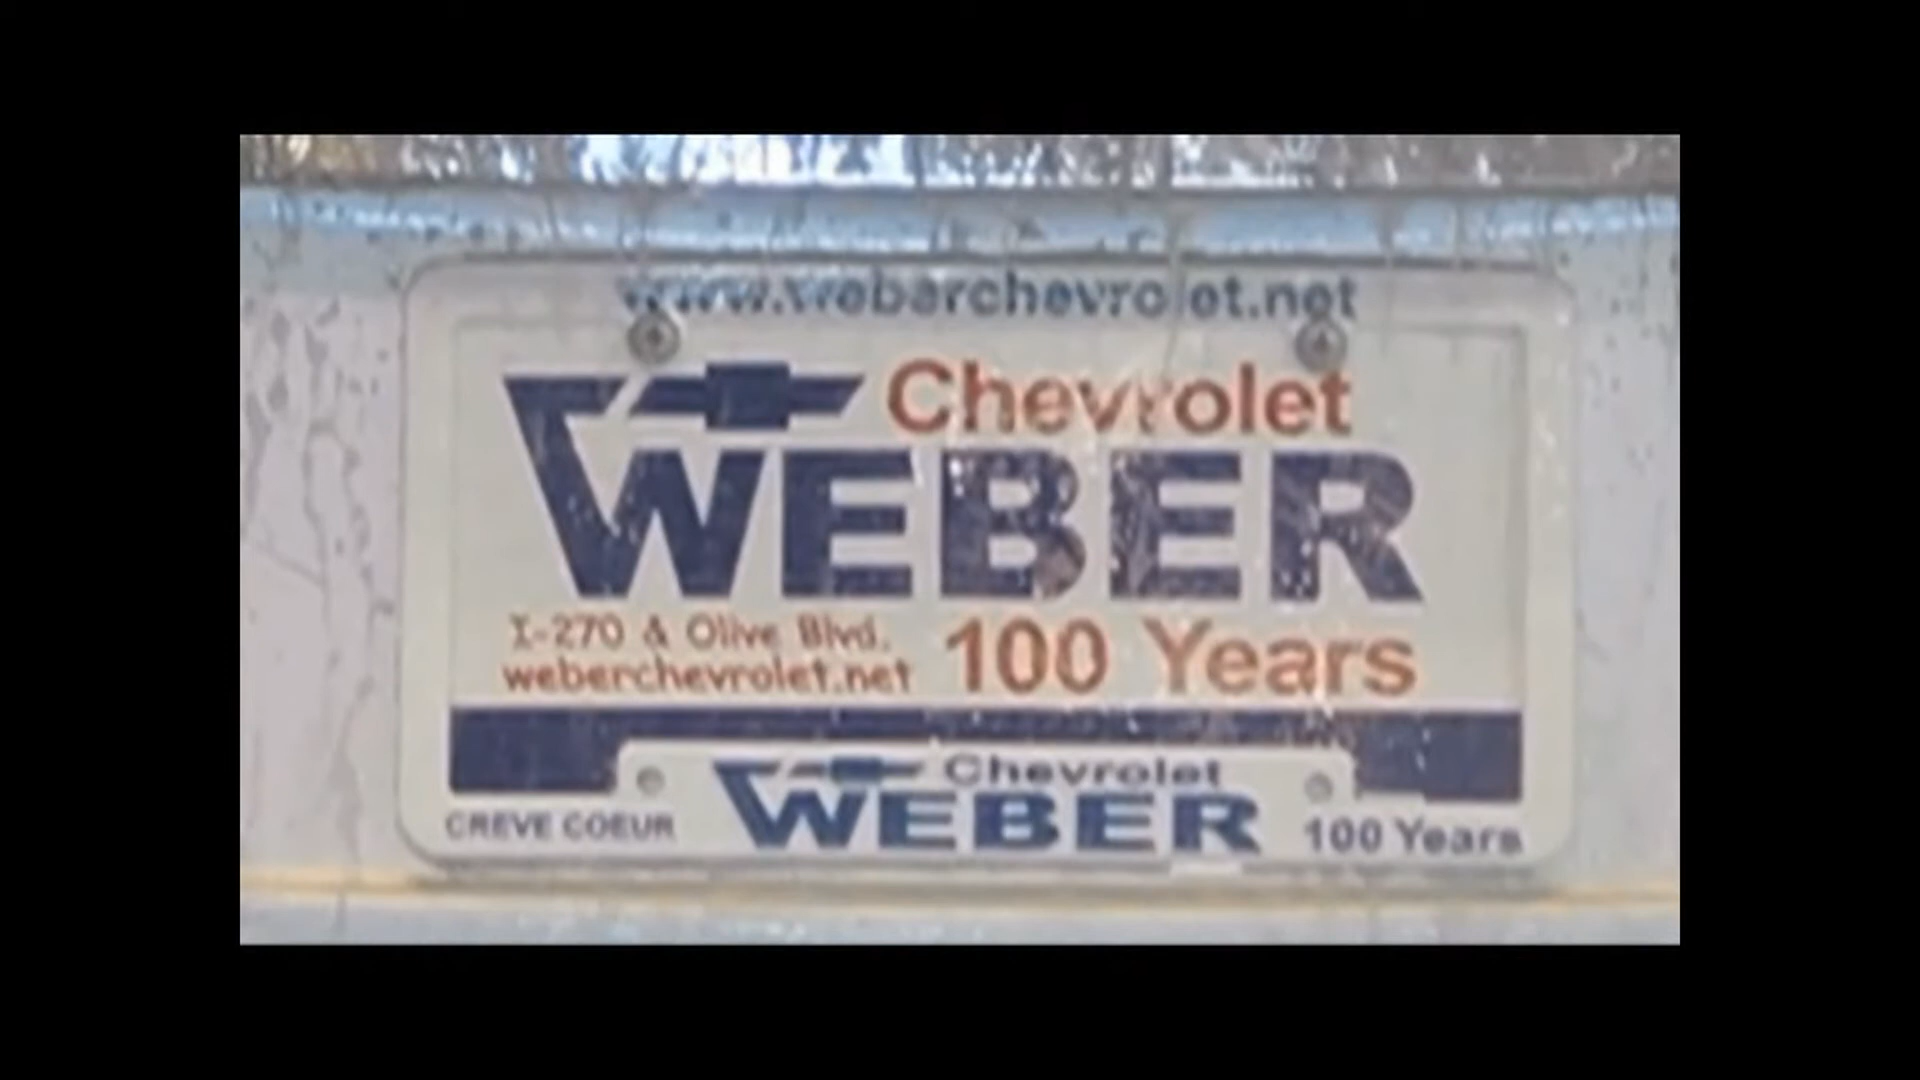 www.weberchevrolet.net
Chevrolet
WEBER
I-270 & Olive Blvd.
weberchevrolet.net
100 Years
Chevrolet
WEBER
CREVE COEUR
100 Years